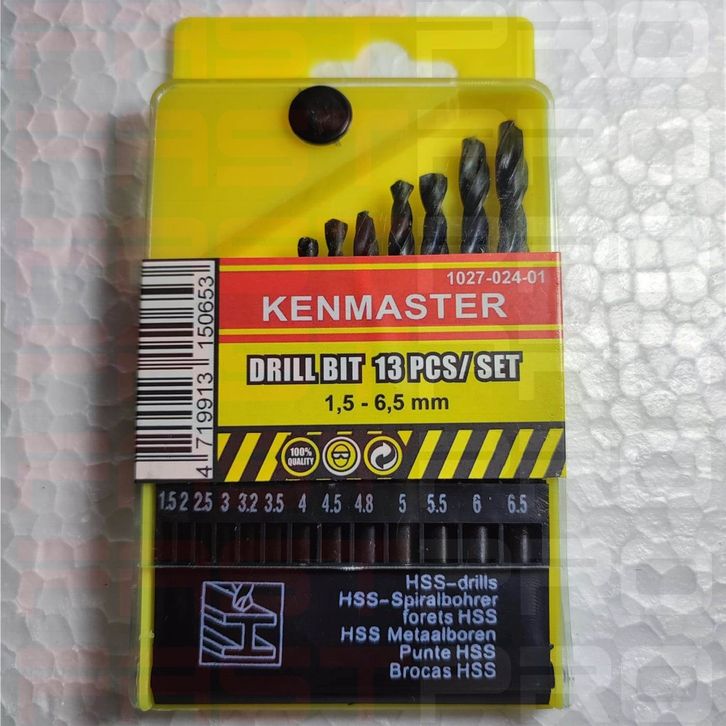 FAST PRO
1027-024-01
KENMASTER
DRILL BIT 13 PCS/ SET
1,5 - 6,5 mm
100%
QUALITY
4 719913 150653
1.5 2 2.5 3 3.2 3.5 4 4.5 4.8 5 5.5 6 6.5
HSS-drills
HSS-Spiralbohrer
forets HSS
HSS Metaalboren
Punte HSS
Brocas HSS